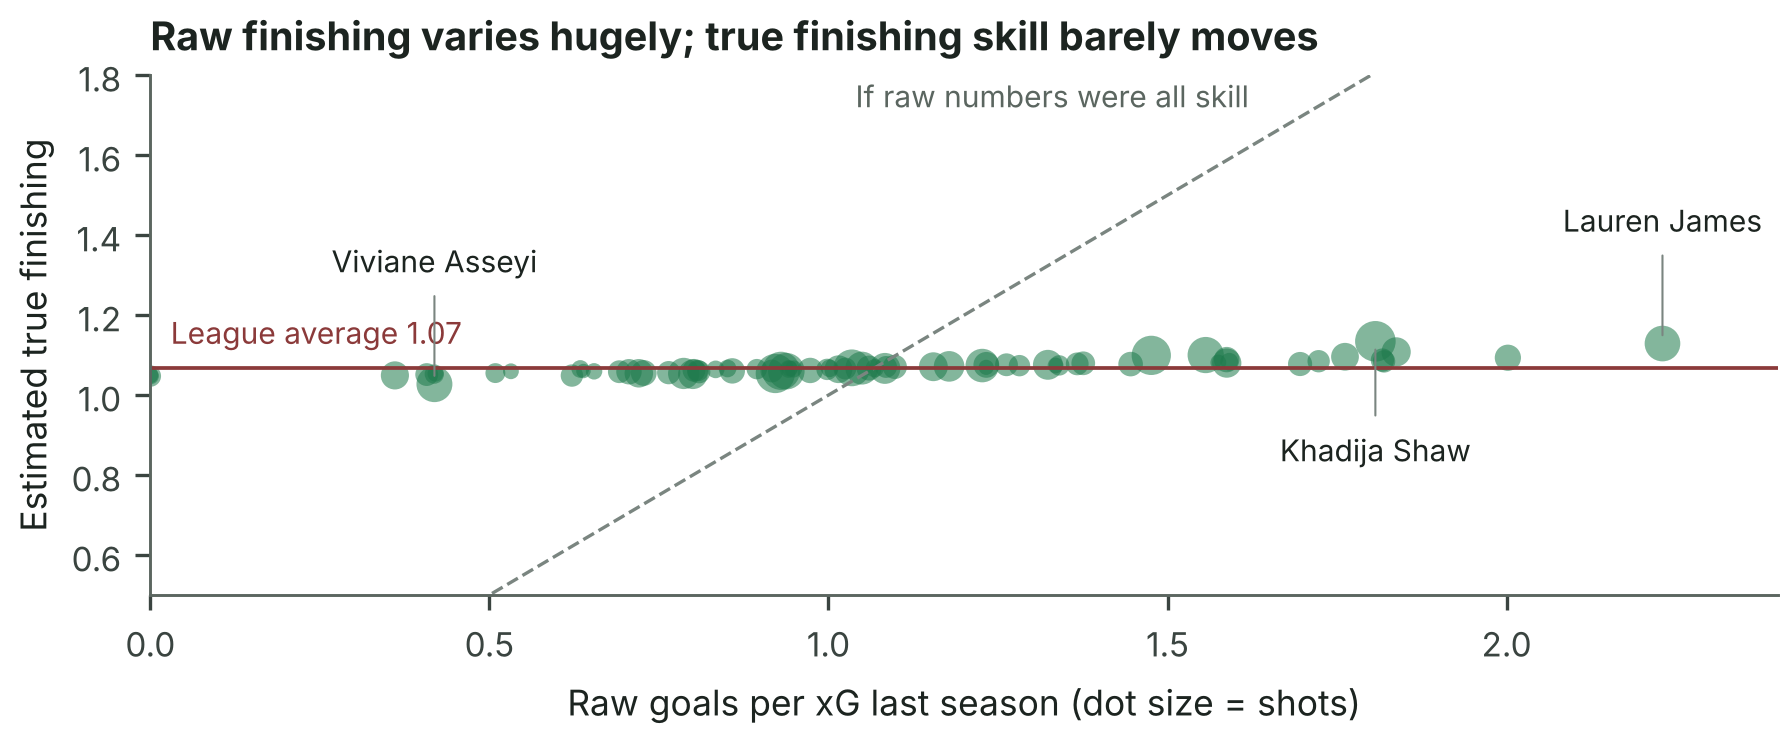 Raw finishing varies hugely; true finishing skill barely moves
Estimated true finishing
1.8
1.6
1.4
1.2
1.0
0.8
0.6
If raw numbers were all skill
Lauren James
Viviane Asseyi
League average 1.07
Khadija Shaw
0.0
0.5
1.0
1.5
2.0
Raw goals per xG last season (dot size = shots)